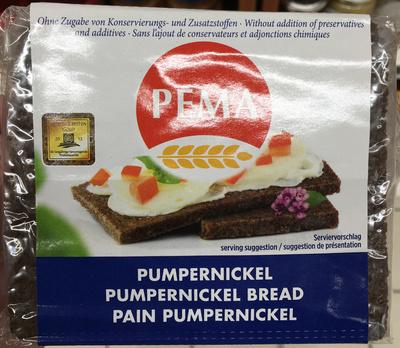 Ohne Zugabe von Konservierungs- und Zusatzstoffen · Without addition of preservatives
and additives · Sans l'ajout de conservateurs et adjonctions chimiques
PEMA
Serviervorschlag
serving suggestion / suggestion de présentation
PUMPERNICKEL
PUMPERNICKEL BREAD
PAIN PUMPERNICKEL